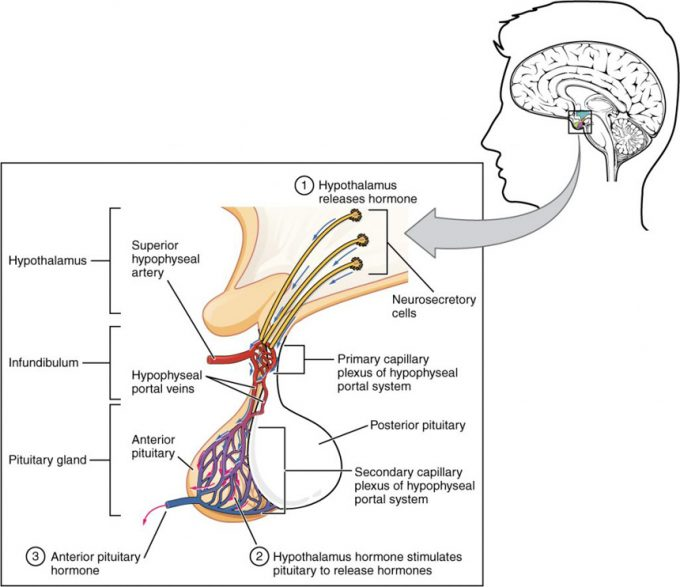 1 Hypothalamus
releases hormone
Hypothalamus
Superior
hypophyseal
artery
Neurosecretory
cells
Infundibulum
Primary capillary
plexus of hypophyseal
portal system
Hypophyseal
portal veins
Posterior pituitary
Anterior
pituitary
Pituitary gland
Secondary capillary
plexus of hypophyseal
portal system
3 Anterior pituitary
hormone
2 Hypothalamus hormone stimulates
pituitary to release hormones